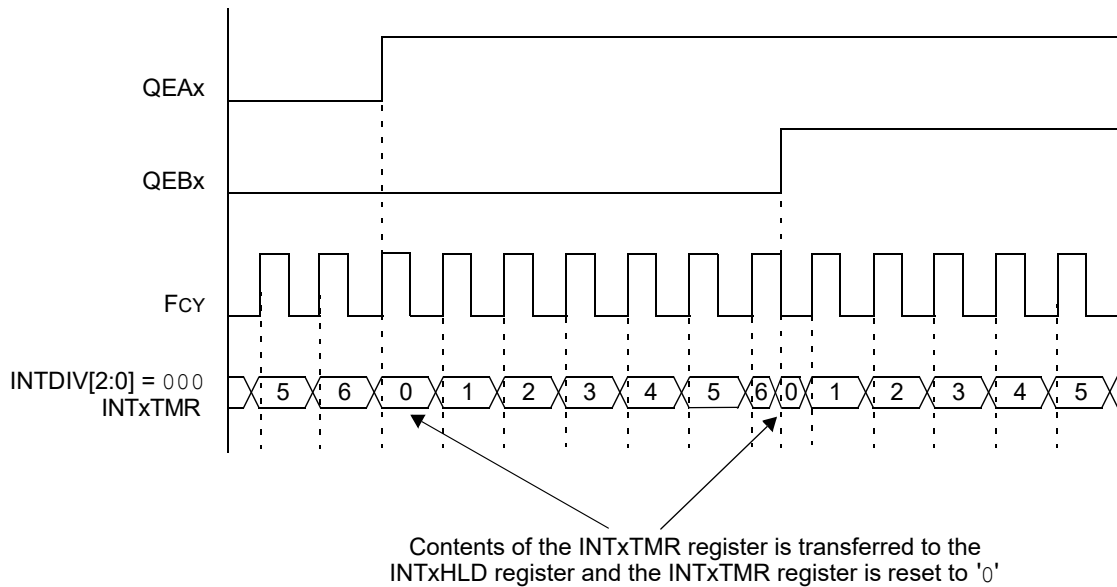 QEAx
QEBx
FCY
INTDIV[2:0] = 000
INTxTMR
5 6 0 1 2 3 4 5 6 0 1 2 3 4 5
Contents of the INTxTMR register is transferred to the
INTxHLD register and the INTxTMR register is reset to '0'